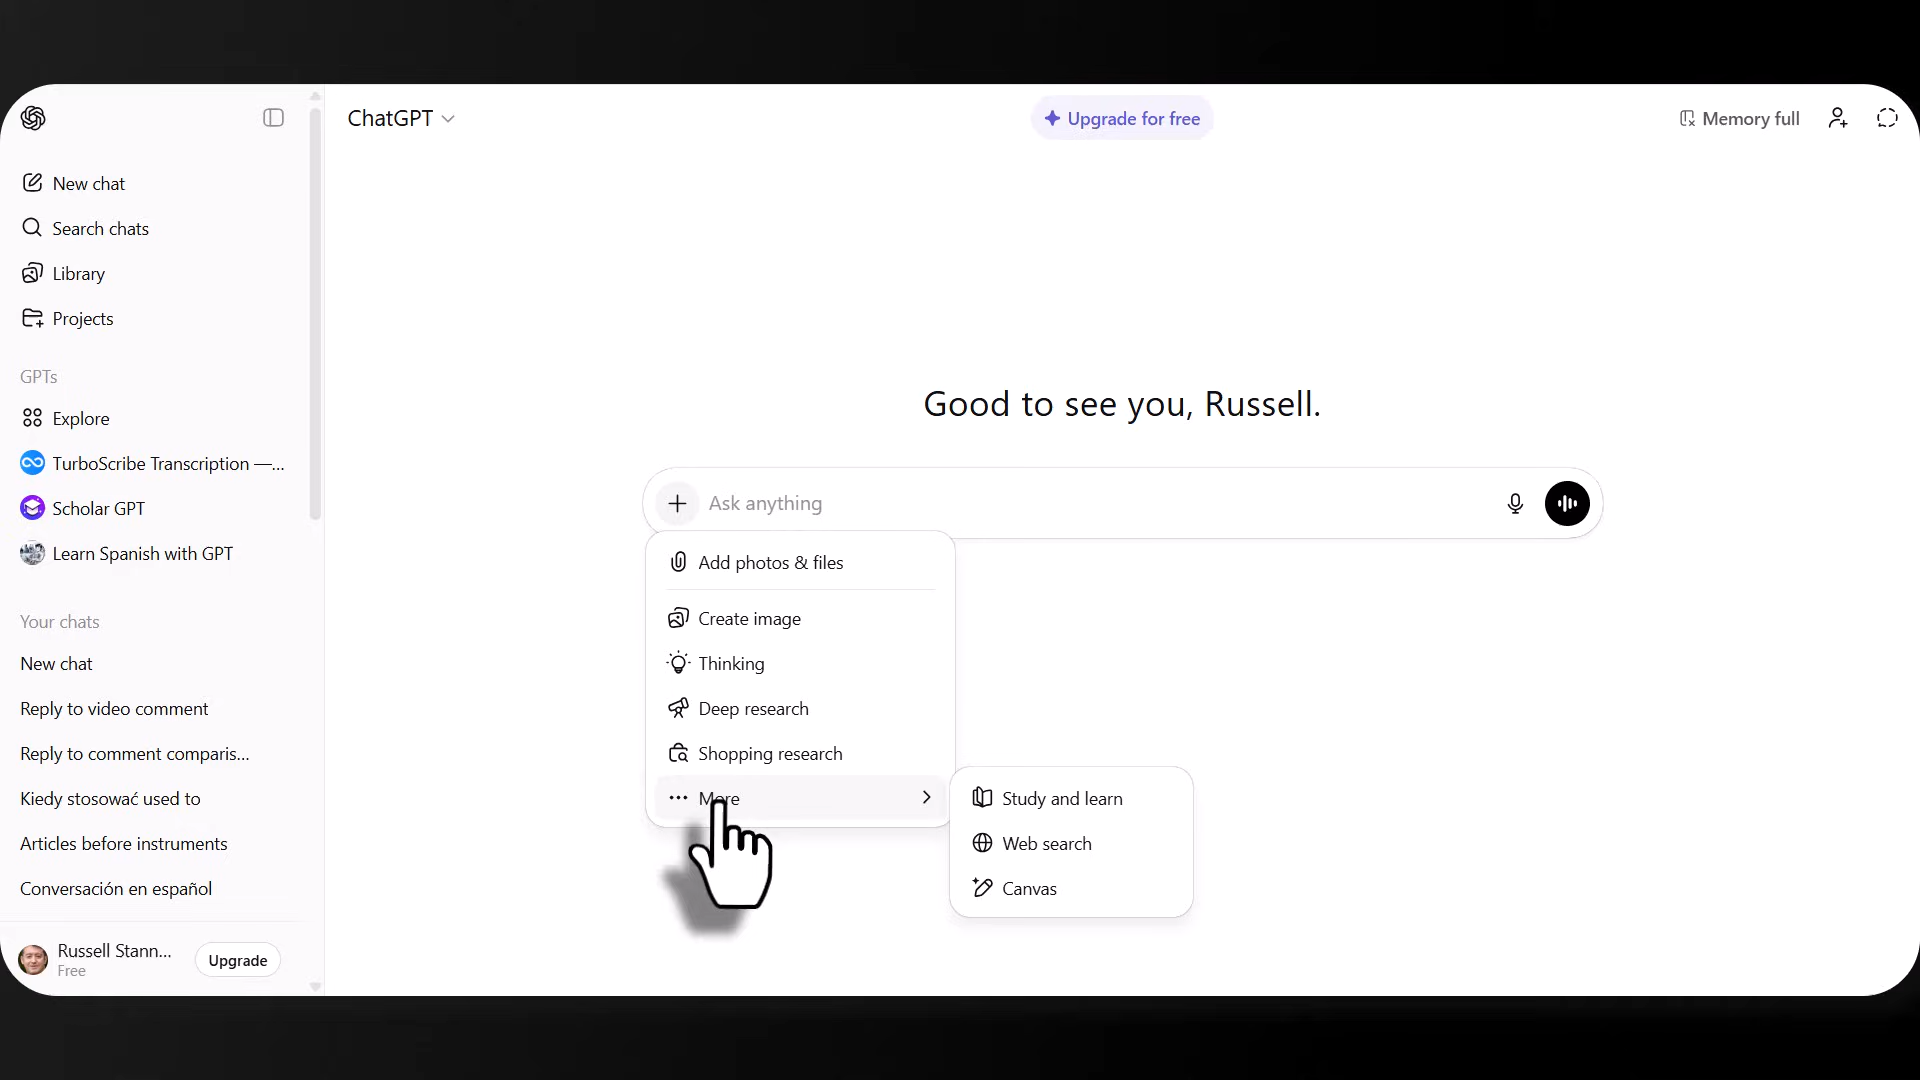 ChatGPT
Upgrade for free
Memory full
New chat
Search chats
Library
Projects
GPTs
Explore
TurboScribe Transcription —...
Scholar GPT
Learn Spanish with GPT
Your chats
New chat
Reply to video comment
Reply to comment comparis...
Kiedy stosować used to
Articles before instruments
Conversación en español
Russell Stann...
Free
Upgrade
Good to see you, Russell.
Ask anything
Add photos & files
Create image
Thinking
Deep research
Shopping research
More
Study and learn
Web search
Canvas